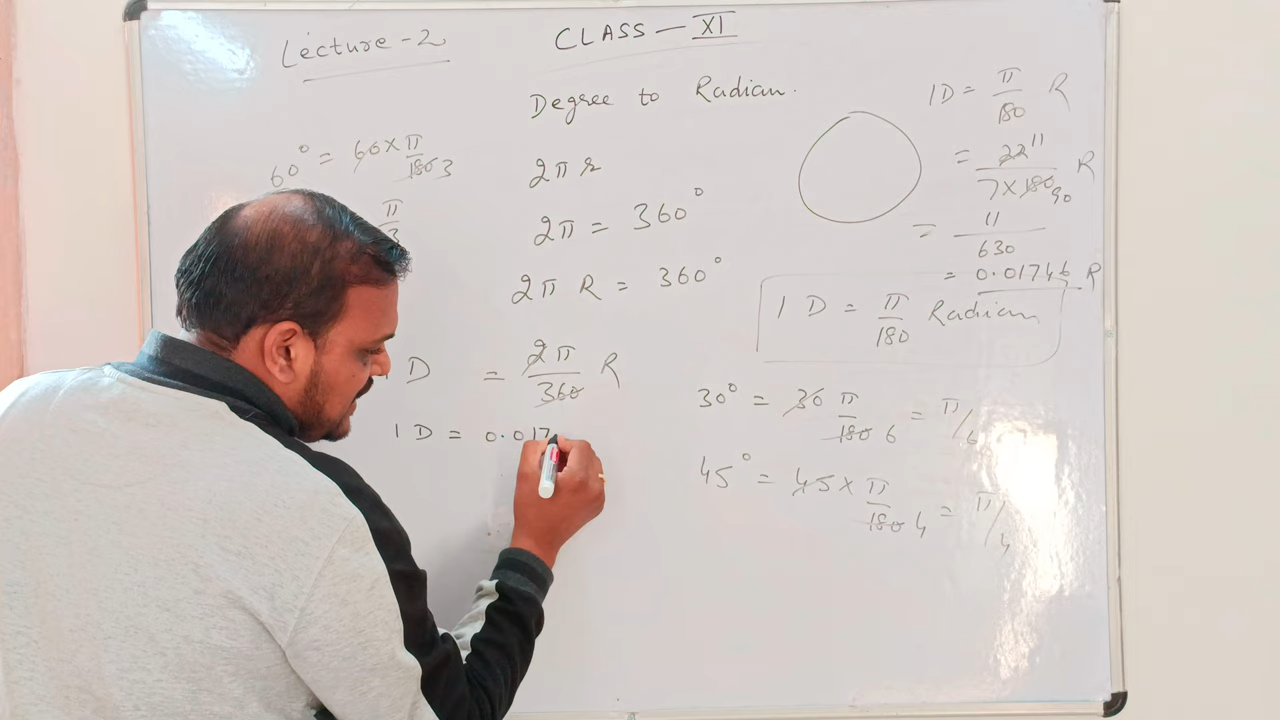 Lecture-2
CLASS — XI
Degree to Radian.
60° = 60 x π/180 3
π/3
2πr
2π = 360°
2π R = 360°
D = 2π/360 R
1 D = 0.017
1D = π/180 R
= 22 11/7 x 180 90 R
= 11/630
= 0.01746 R
1 D = π/180 Radian
30° = 30 π/180 6 = π/6
45° = 45 x π/180 4 = π/4